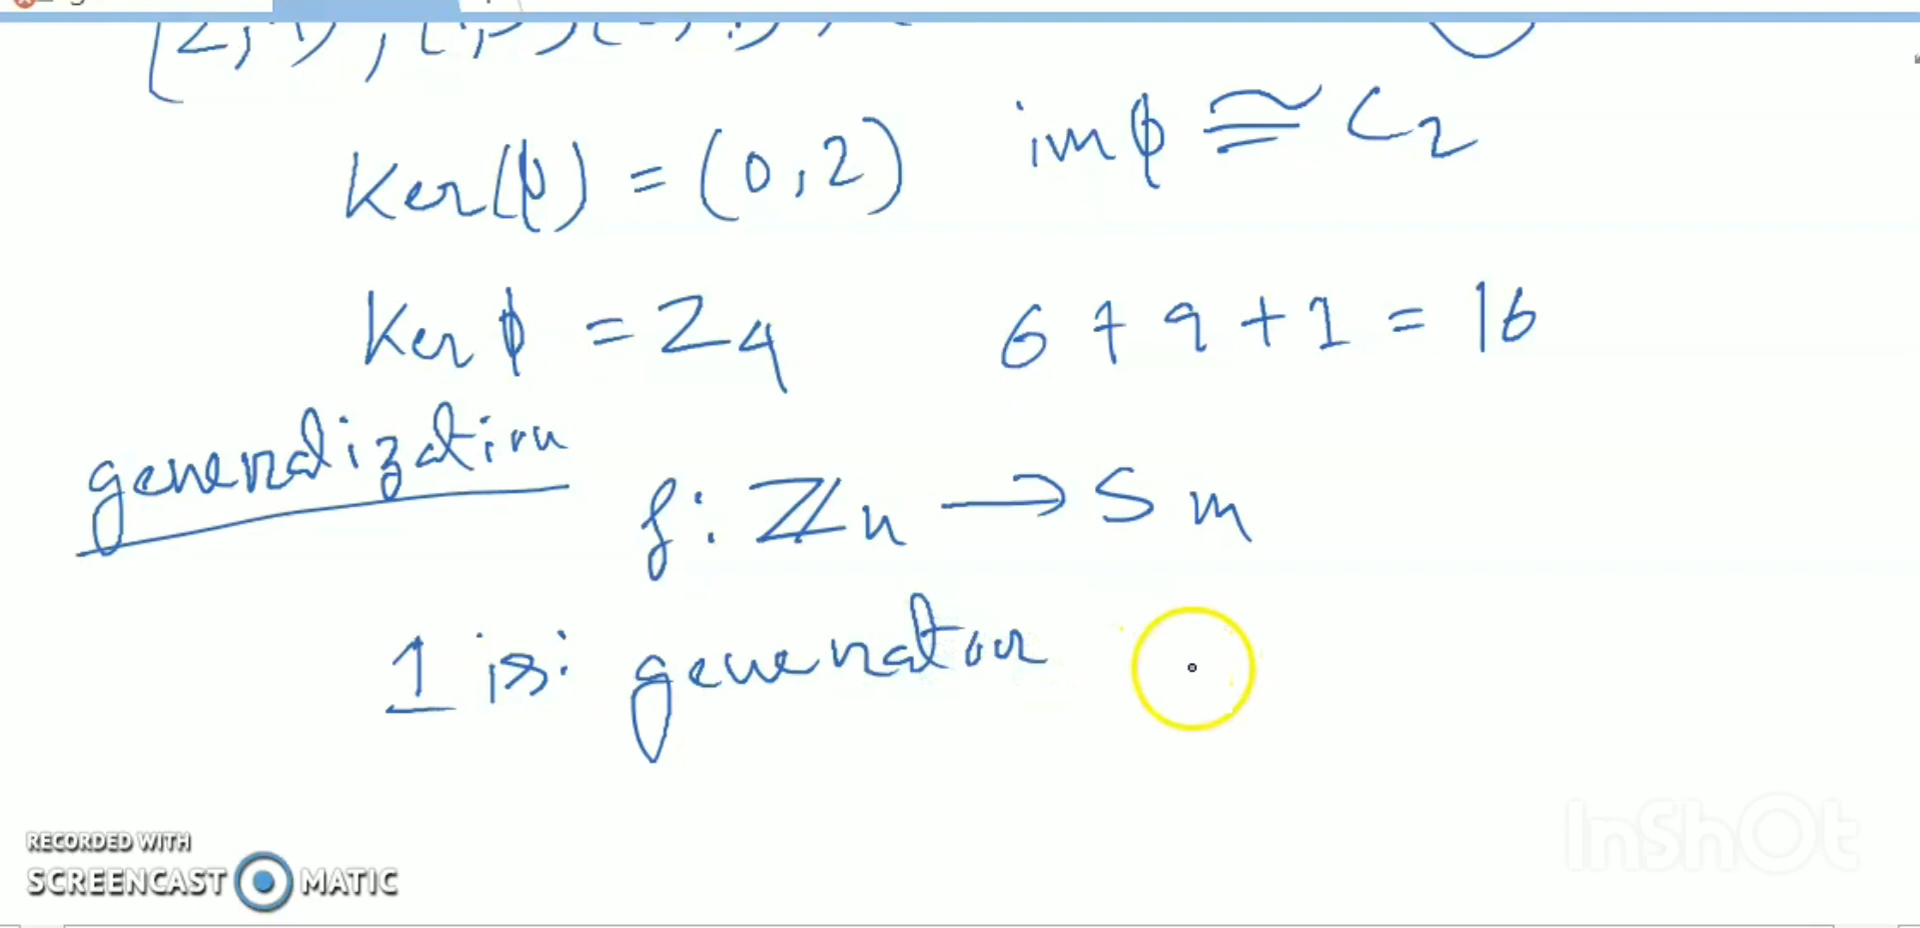 Ker(ϕ) = (0,2) imϕ ≅ C₂
Ker ϕ = Z₄ 6 + 9 + 1 = 16
generalization
f: ℤn → Sm
1 is: generator
InShOt
RECORDED WITH
SCREENCAST MATIC